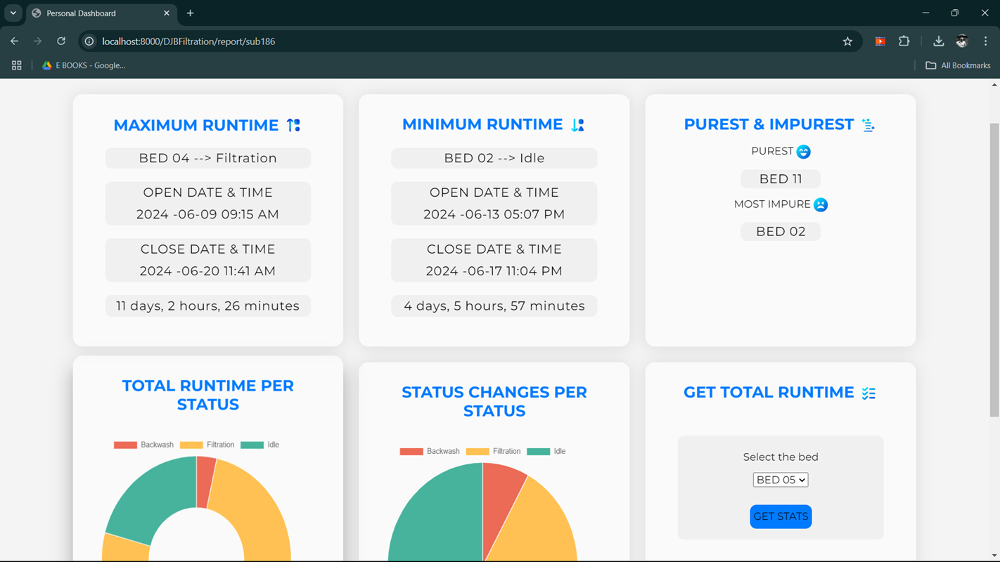 Personal Dashboard
localhost:8000/DJBFiltration/report/sub186
E BOOKS - Google...
All Bookmarks
MAXIMUM RUNTIME
BED 04 --> Filtration
OPEN DATE & TIME
2024 -06-09 09:15 AM
CLOSE DATE & TIME
2024 -06-20 11:41 AM
11 days, 2 hours, 26 minutes
MINIMUM RUNTIME
BED 02 --> Idle
OPEN DATE & TIME
2024 -06-13 05:07 PM
CLOSE DATE & TIME
2024 -06-17 11:04 PM
4 days, 5 hours, 57 minutes
PUREST & IMPUREST
PUREST
BED 11
MOST IMPURE
BED 02
TOTAL RUNTIME PER
STATUS
Backwash Filtration Idle
STATUS CHANGES PER
STATUS
Backwash Filtration Idle
GET TOTAL RUNTIME
Select the bed
BED 05
GET STATS